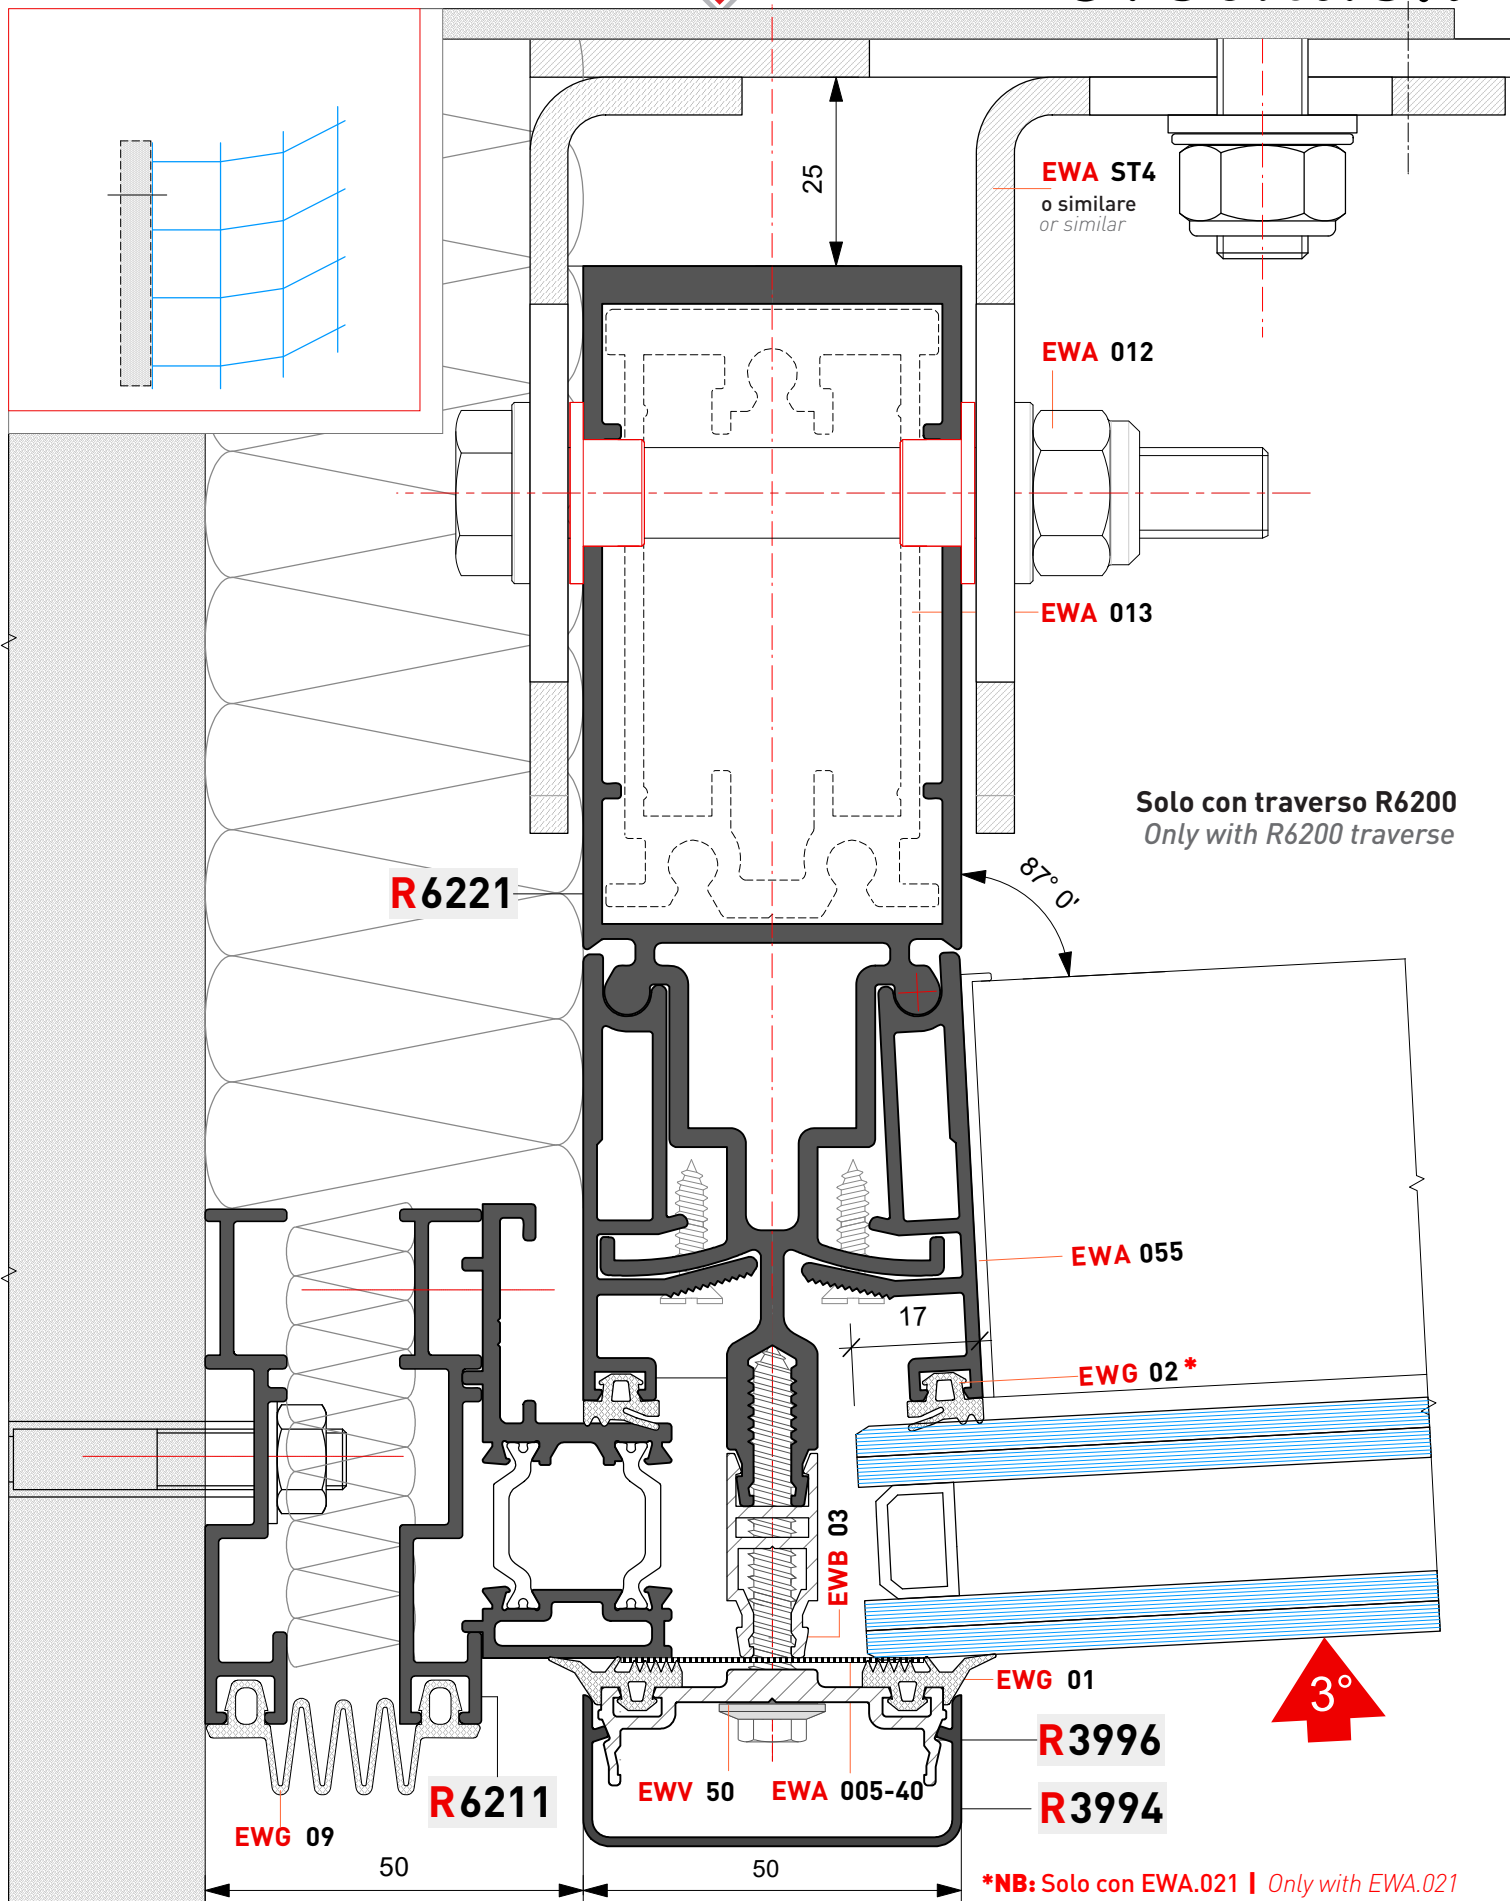 25
EWA ST4
o similare
or similar
EWA 012
EWA 013
Solo con traverso R6200
Only with R6200 traverse
R6221
87° 0'
EWA 055
17
EWG 02*
EWB 03
EWG 01
3°
R3996
R6211
EWV 50
EWA 005-40
R3994
EWG 09
50
50
*NB: Solo con EWA.021 | Only with EWA.021